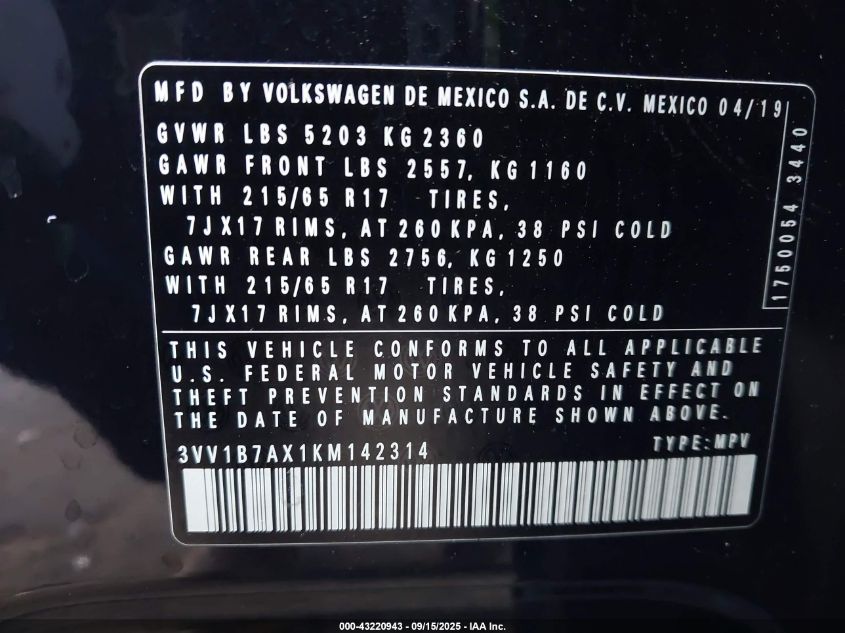 MFD BY VOLKSWAGEN DE MEXICO S.A. DE C.V. MEXICO 04/19
GVWR LBS 5203 KG 2360
GAWR FRONT LBS 2557, KG 1160
WITH 215/65 R17 TIRES,
7JX17 RIMS, AT 260 KPA, 38 PSI COLD
GAWR REAR LBS 2756, KG 1250
WITH 215/65 R17 TIRES,
7JX17 RIMS, AT 260 KPA, 38 PSI COLD
1750054 3440
THIS VEHICLE CONFORMS TO ALL APPLICABLE
U.S. FEDERAL MOTOR VEHICLE SAFETY AND
THEFT PREVENTION STANDARDS IN EFFECT ON
THE DATE OF MANUFACTURE SHOWN ABOVE.
3VV1B7AX1KM142314 TYPE: MPV
000-43220943 - 09/15/2025 - IAA Inc.